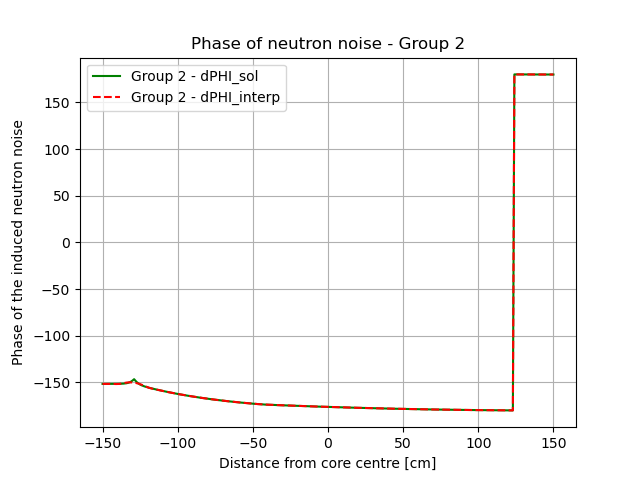 Phase of neutron noise - Group 2
Group 2 - dPHI_sol
Group 2 - dPHI_interp
Phase of the induced neutron noise
150
100
50
0
−50
−100
−150
−150
−100
−50
0
50
100
150
Distance from core centre [cm]